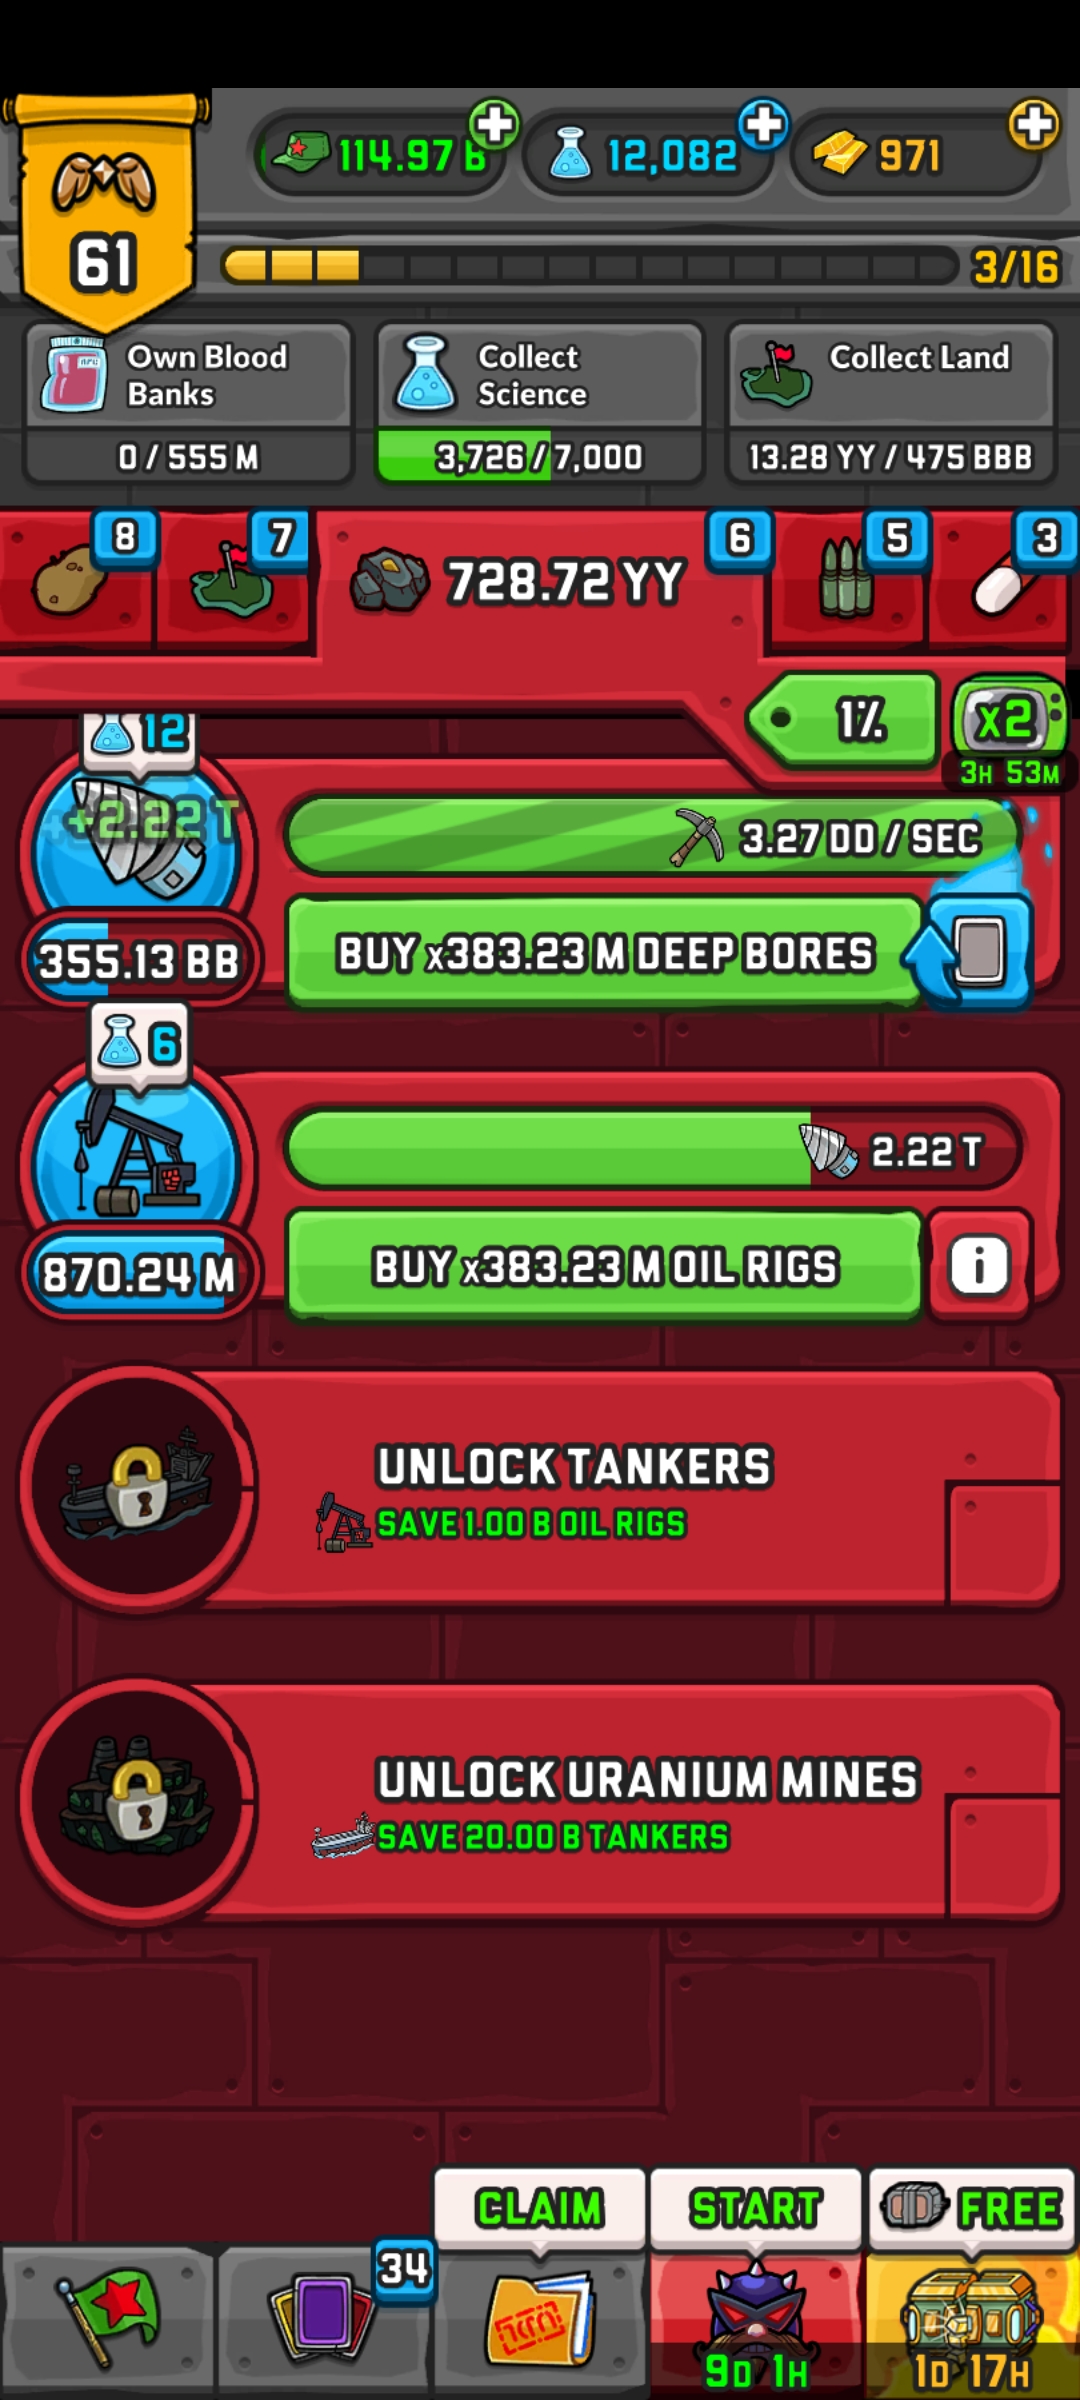 114.97 B
12,082
971
61
3/16
Own Blood
Banks
0 / 555 M
Collect
Science
3,726 / 7,000
Collect Land
13.28 YY / 475 BBB
8
7
728.72 YY
6
5
3
1%
x2
3H 53M
12
+2.22 T
3.27 DD / SEC
355.13 BB
BUY x383.23 M DEEP BORES
6
2.22 T
870.24 M
BUY x383.23 M OIL RIGS
i
UNLOCK TANKERS
SAVE 1.00 B OIL RIGS
UNLOCK URANIUM MINES
SAVE 20.00 B TANKERS
CLAIM
START
FREE
34
9D 1H
1D 17H